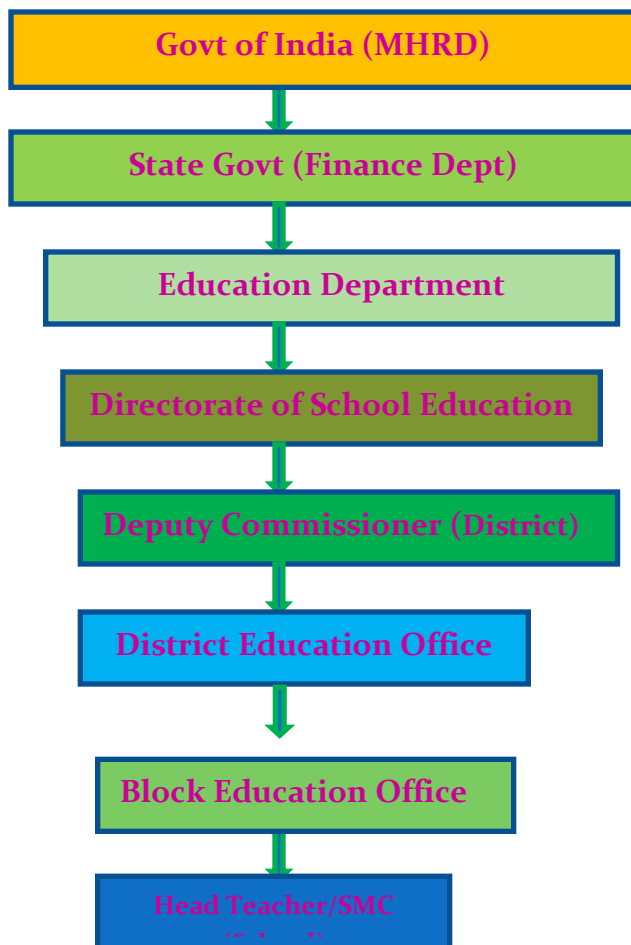 Govt of India (MHRD)
State Govt (Finance Dept)
Education Department
Directorate of School Education
Deputy Commissioner (District)
District Education Office
Block Education Office
Head Teacher/SMC
(School)